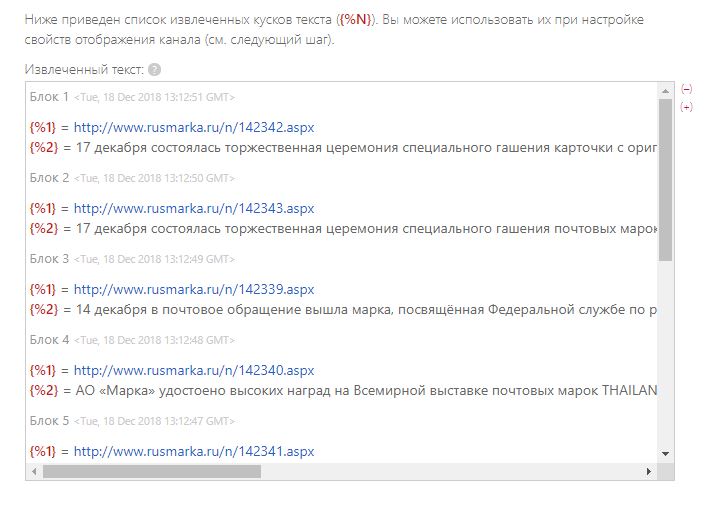 Ниже приведен список извлеченных кусков текста ({%N}). Вы можете использовать их при настройке
свойств отображения канала (см. следующий шаг).
Извлеченный текст: ?
Блок 1 <Tue, 18 Dec 2018 13:12:51 GMT>
(−)
(+)
{%1} = http://www.rusmarka.ru/n/142342.aspx
{%2} = 17 декабря состоялась торжественная церемония специального гашения карточки с ориг
Блок 2 <Tue, 18 Dec 2018 13:12:50 GMT>
{%1} = http://www.rusmarka.ru/n/142343.aspx
{%2} = 17 декабря состоялась торжественная церемония специального гашения почтовых марок
Блок 3 <Tue, 18 Dec 2018 13:12:49 GMT>
{%1} = http://www.rusmarka.ru/n/142339.aspx
{%2} = 14 декабря в почтовое обращение вышла марка, посвящённая Федеральной службе по р
Блок 4 <Tue, 18 Dec 2018 13:12:48 GMT>
{%1} = http://www.rusmarka.ru/n/142340.aspx
{%2} = АО «Марка» удостоено высоких наград на Всемирной выставке почтовых марок THAILAN
Блок 5 <Tue, 18 Dec 2018 13:12:47 GMT>
{%1} = http://www.rusmarka.ru/n/142341.aspx